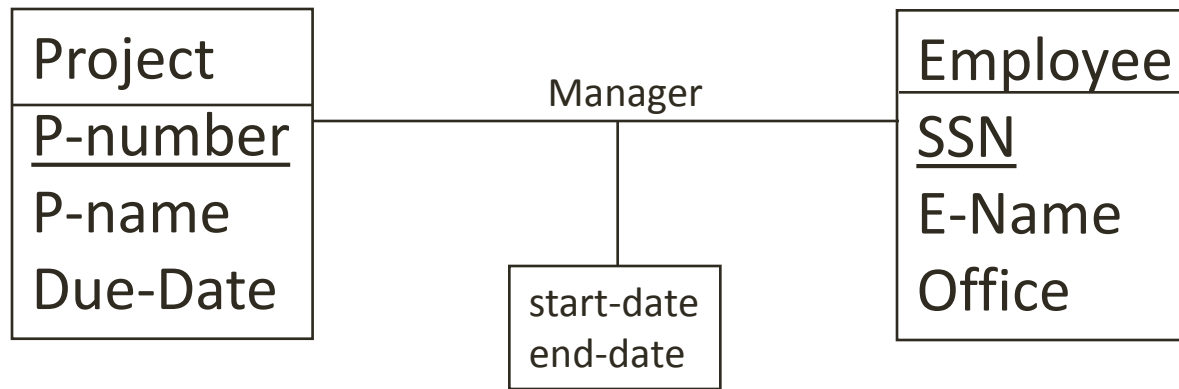 Project
P-number
P-name
Due-Date
Manager
start-date
end-date
Employee
SSN
E-Name
Office